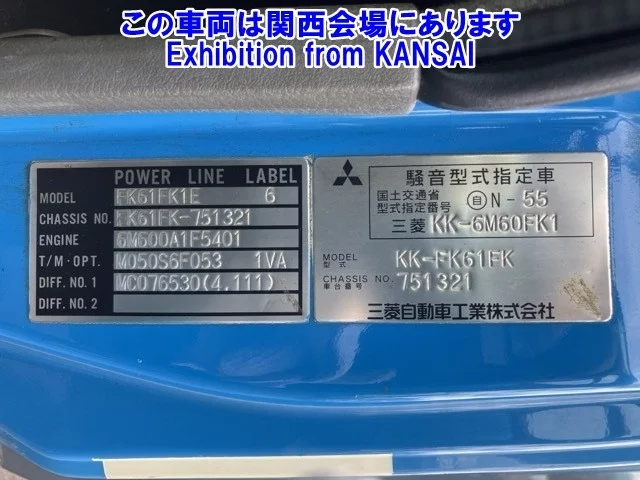 この車両は関西会場にあります
Exhibition from KANSAI
POWER LINE LABEL
MODEL FK61FK1E 6
CHASSIS NO. FK61FK-751321
ENGINE 6M600A1F5401
T/M·OPT. M050S6F053 1VA
DIFF. NO. 1 MC076530(4.111)
DIFF. NO. 2
騒音型式指定車
国土交通省
型式指定番号 自 N-55
三菱 KK-6M60FK1
MODEL
型式 KK-FK61FK
CHASSIS NO.
車台番号 751321
三菱自動車工業株式会社